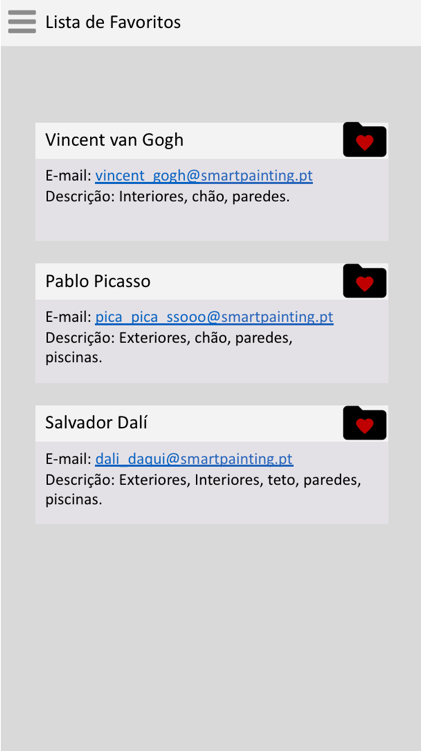 Lista de Favoritos
Vincent van Gogh
E-mail: vincent_gogh@smartpainting.pt
Descrição: Interiores, chão, paredes.
Pablo Picasso
E-mail: pica_pica_ssooo@smartpainting.pt
Descrição: Exteriores, chão, paredes,
piscinas.
Salvador Dalí
E-mail: dali_daqui@smartpainting.pt
Descrição: Exteriores, Interiores, teto, paredes,
piscinas.